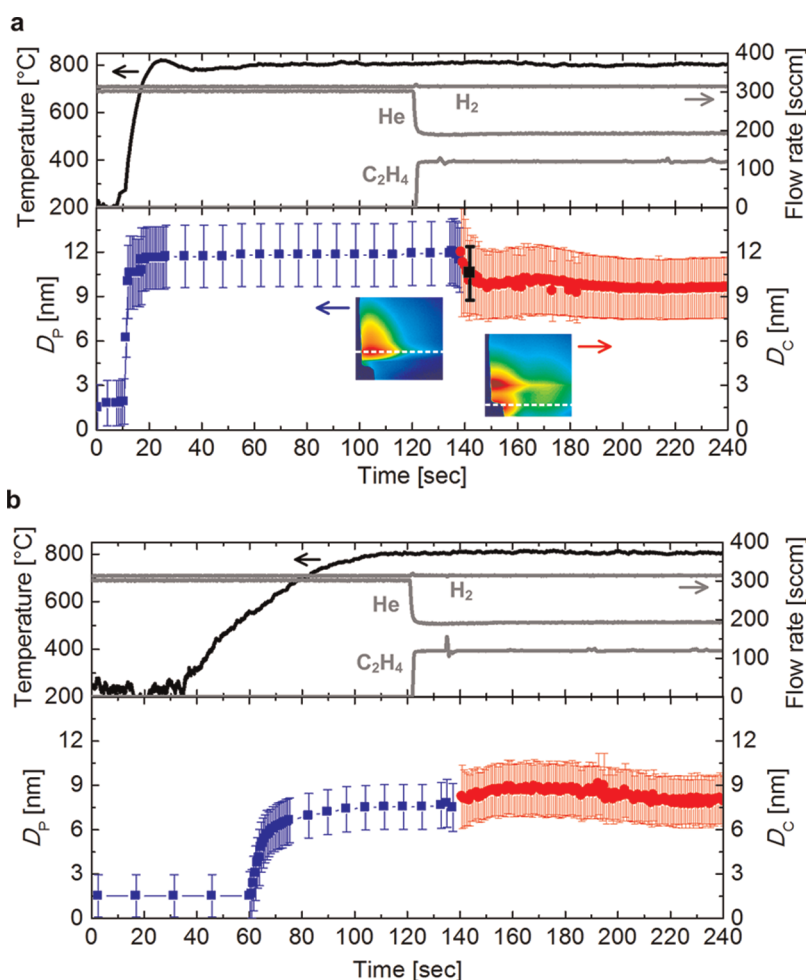 a
Temperature [°C]
800
600
400
200
He
H2
C2H4
400
300
200
100
0
Flow rate [sccm]
DP [nm]
12
9
6
3
0
12
9
6
3
0
DC [nm]
0 20 40 60 80 100 120 140 160 180 200 220 240
Time [sec]
b
Temperature [°C]
800
600
400
200
He
H2
C2H4
400
300
200
100
0
Flow rate [sccm]
DP [nm]
12
9
6
3
0
12
9
6
3
0
DC [nm]
0 20 40 60 80 100 120 140 160 180 200 220 240
Time [sec]